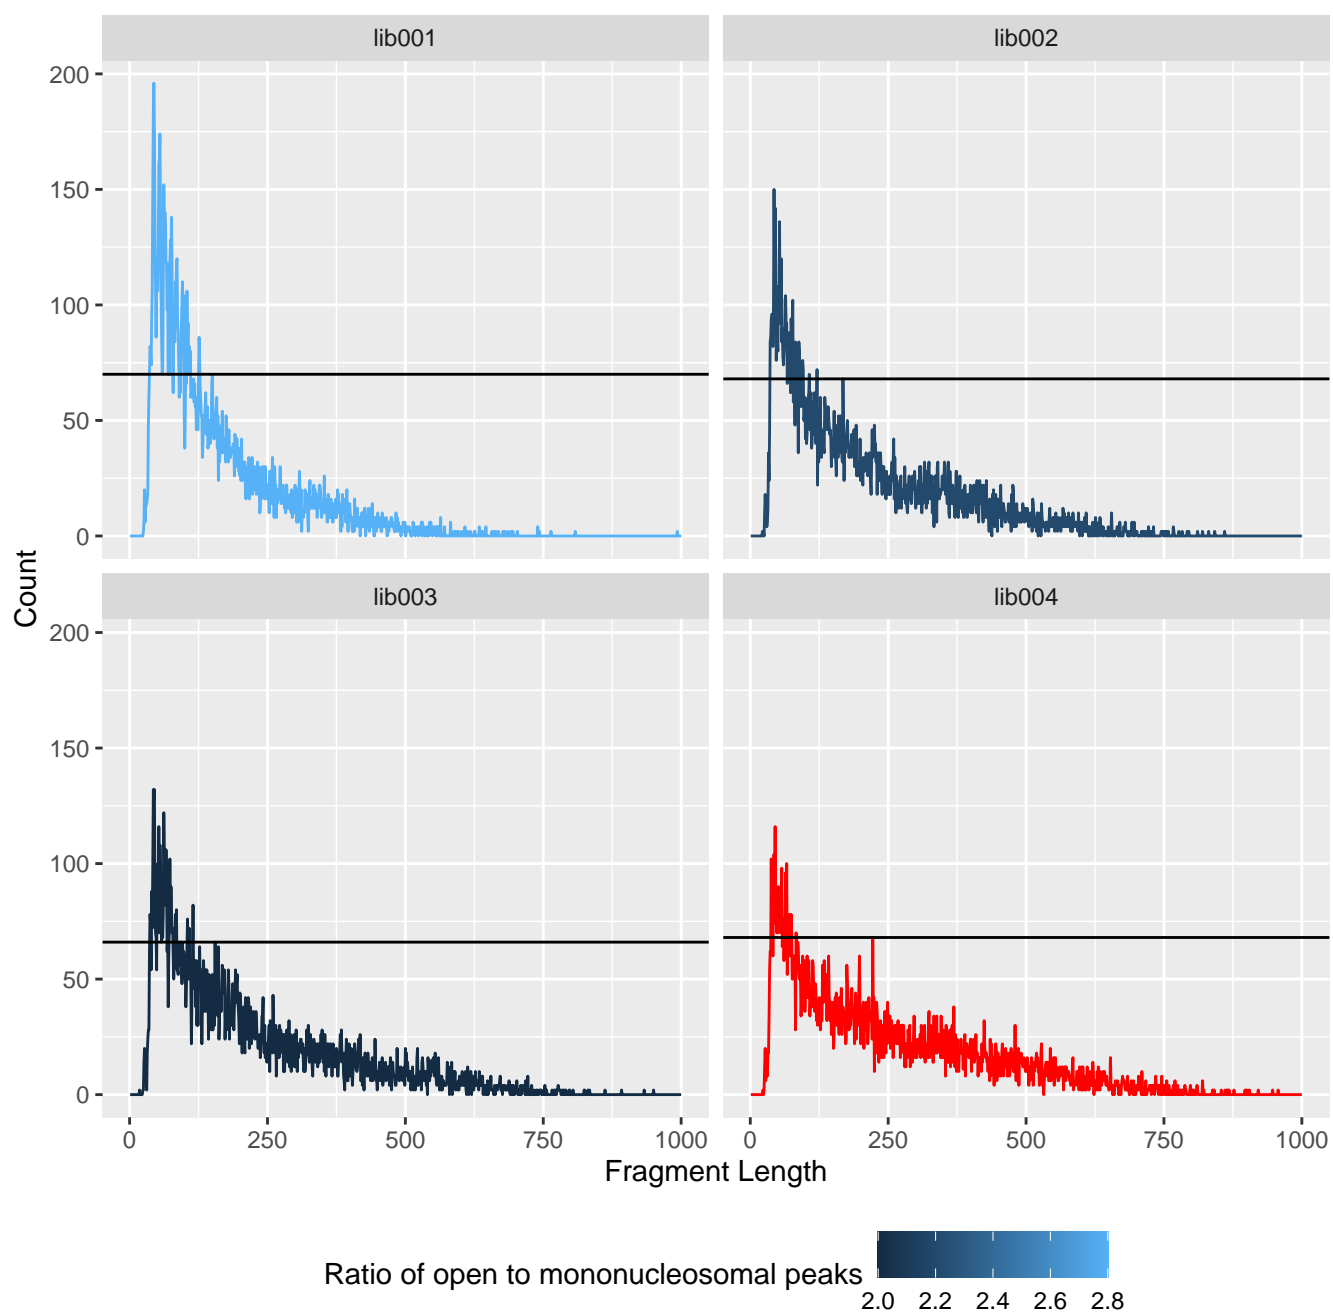 lib001
lib002
200
150
100
50
0
lib003
lib004
200
150
100
50
0
Count
0 250 500 750 1000 0 250 500 750 1000
Fragment Length
Ratio of open to mononucleosomal peaks
2.0 2.2 2.4 2.6 2.8